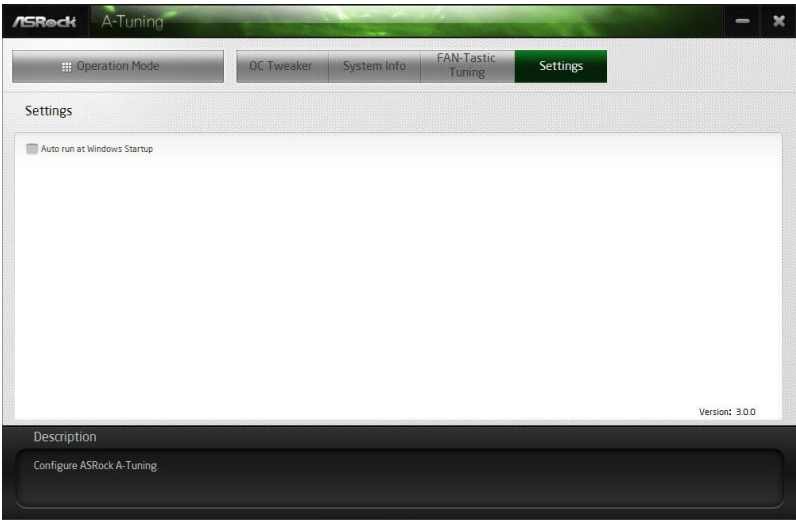 ASRock A-Tuning
Operation Mode
OC Tweaker
System Info
FAN-Tastic
Tuning
Settings
Settings
Auto run at Windows Startup
Version: 3.0.0
Description
Configure ASRock A-Tuning.